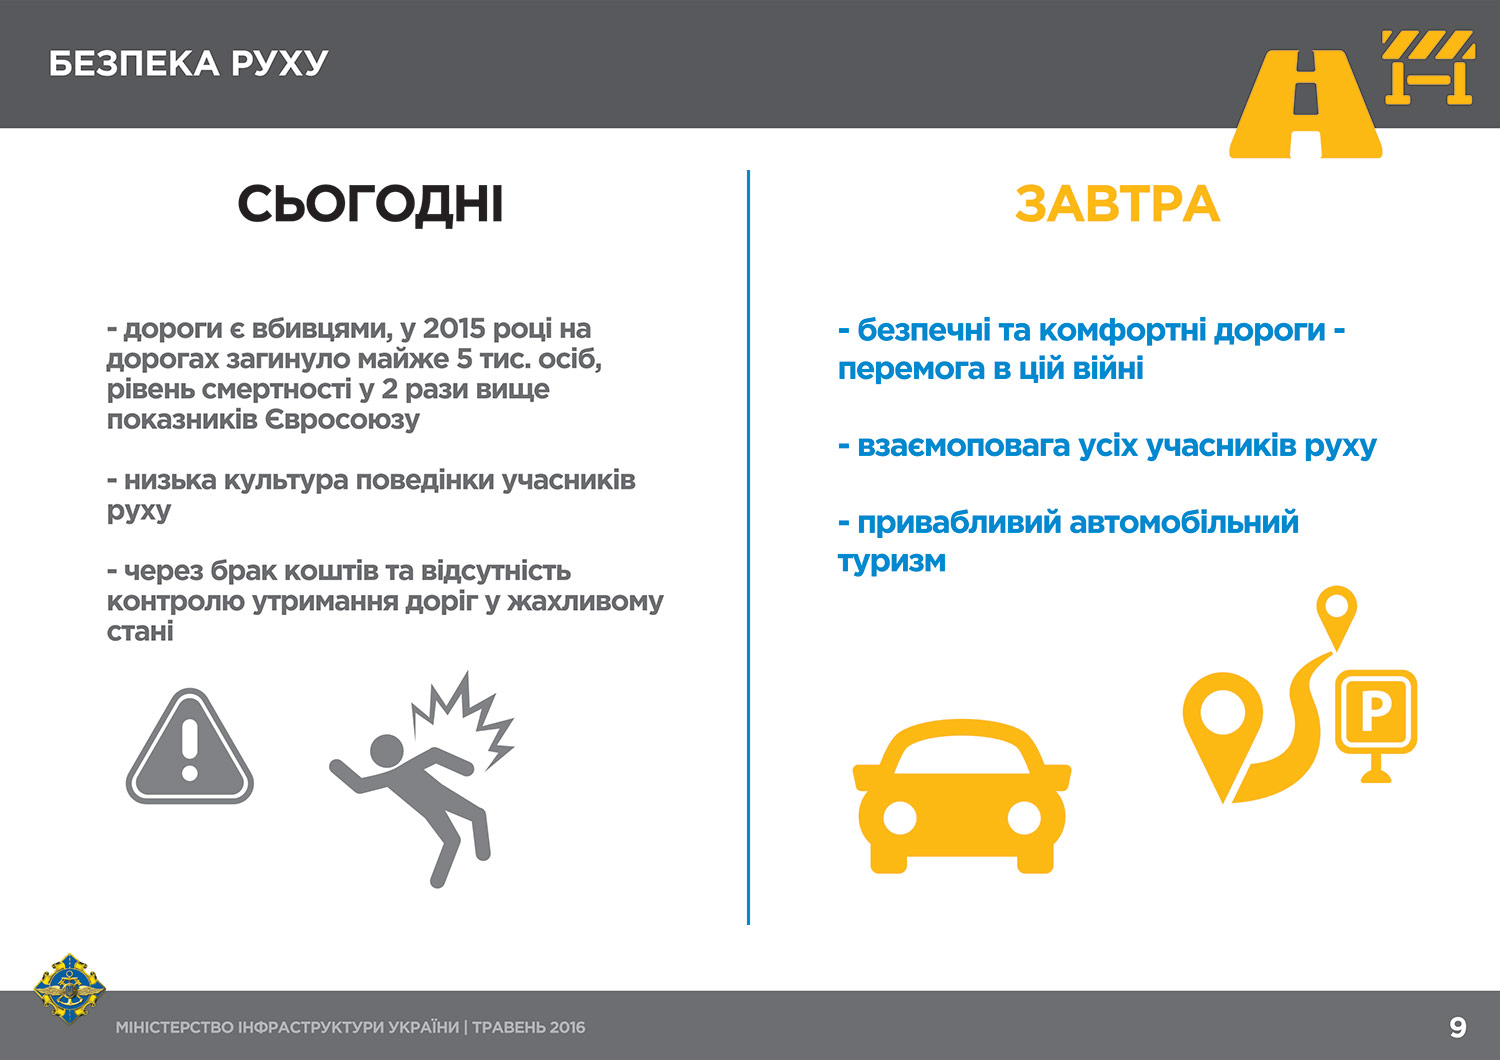 БЕЗПЕКА РУХУ
СЬОГОДНІ
- дороги є вбивцями, у 2015 році на
дорогах загинуло майже 5 тис. осіб,
рівень смертності у 2 рази вище
показників Євросоюзу
- низька культура поведінки учасників
руху
- через брак коштів та відсутність
контролю утримання доріг у жахливому
стані
ЗАВТРА
- безпечні та комфортні дороги -
перемога в цій війні
- взаємоповага усіх учасників руху
- привабливий автомобільний
туризм
P
МІНІСТЕРСТВО ІНФРАСТРУКТУРИ УКРАЇНИ | ТРАВЕНЬ 2016
9